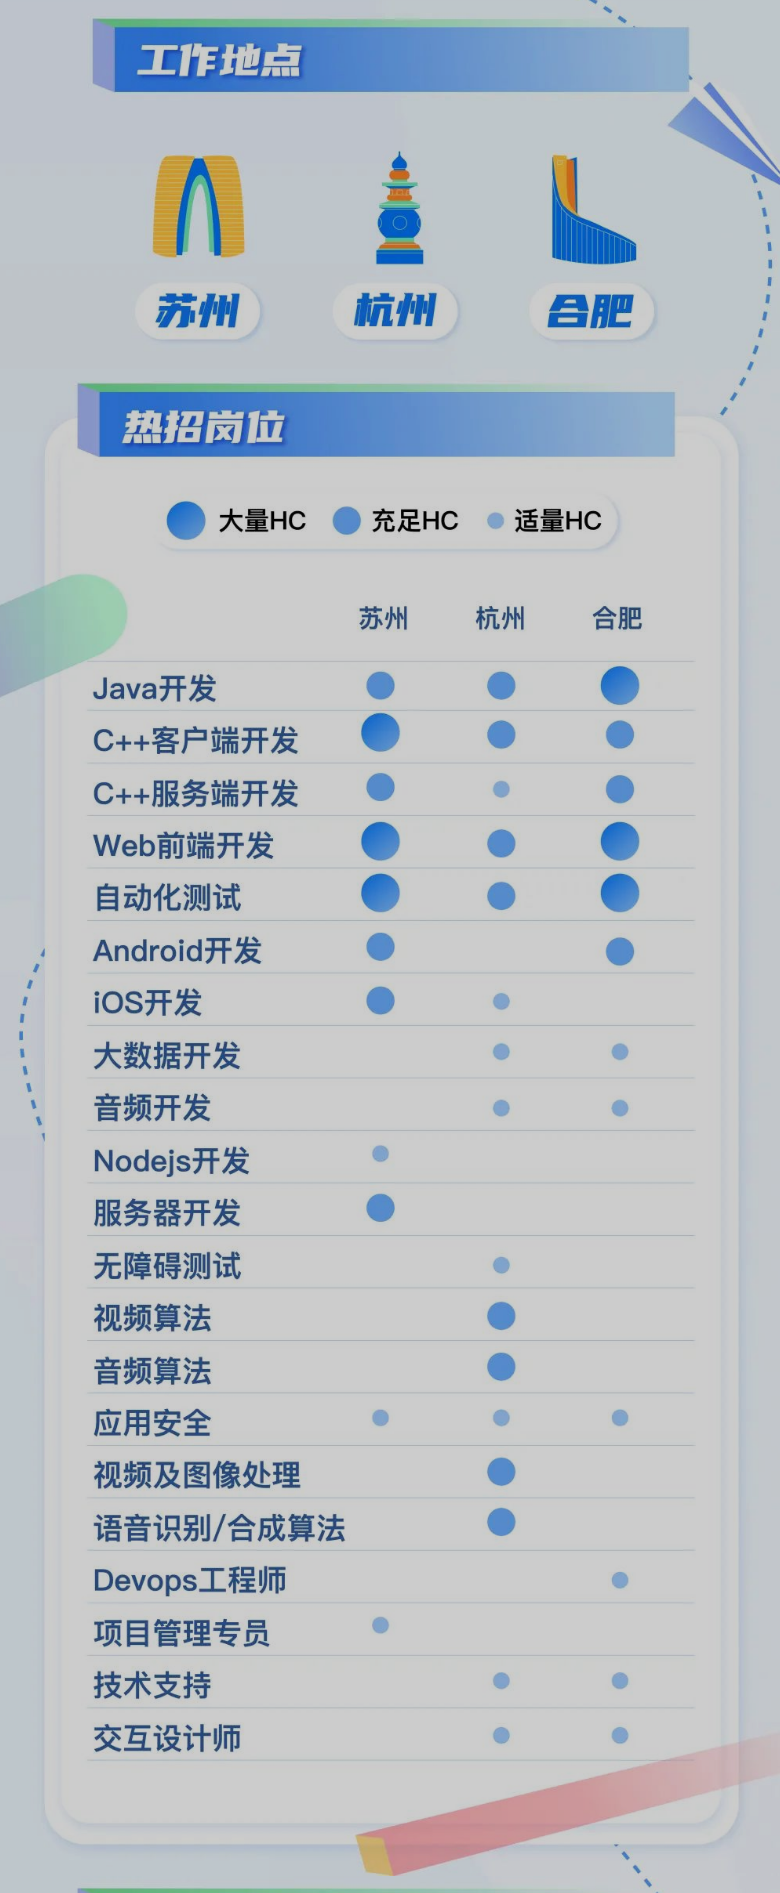 工作地点
苏州 杭州 合肥
热招岗位
大量HC 充足HC 适量HC
苏州 杭州 合肥
Java开发
C++客户端开发
C++服务端开发
Web前端开发
自动化测试
Android开发
iOS开发
大数据开发
音频开发
Nodejs开发
服务器开发
无障碍测试
视频算法
音频算法
应用安全
视频及图像处理
语音识别/合成算法
Devops工程师
项目管理专员
技术支持
交互设计师